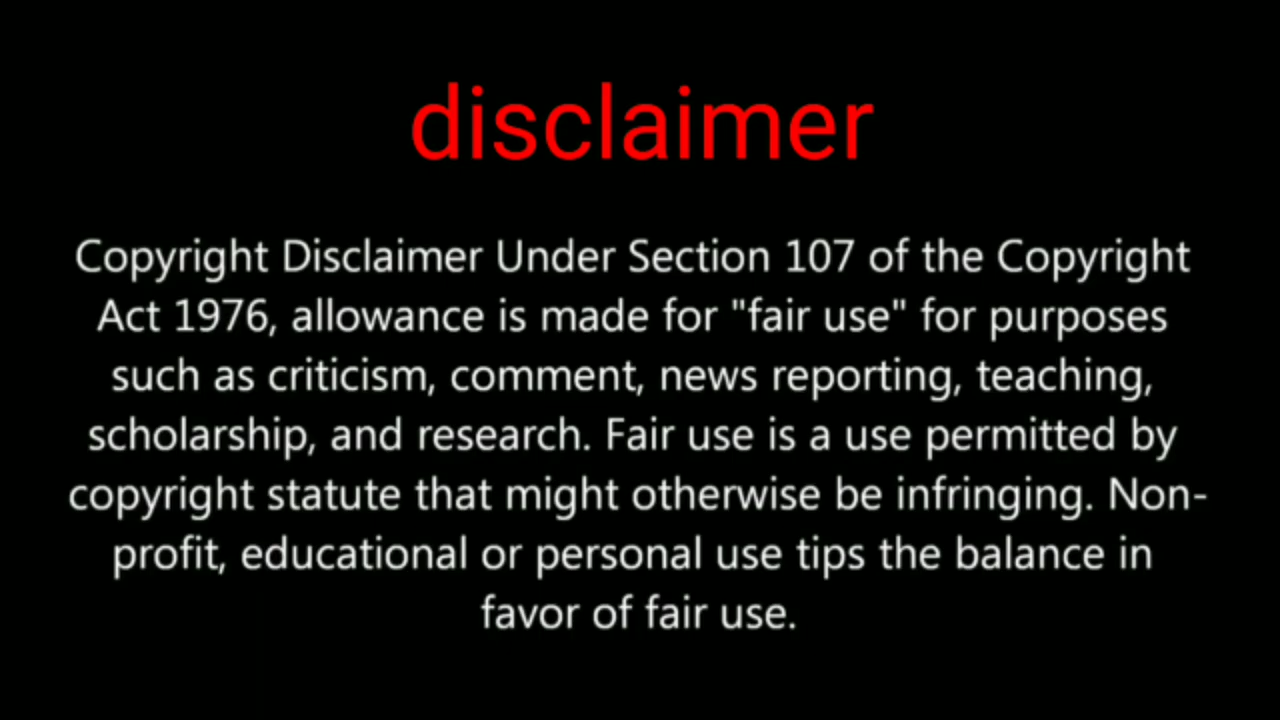 disclaimer
Copyright Disclaimer Under Section 107 of the Copyright
Act 1976, allowance is made for "fair use" for purposes
such as criticism, comment, news reporting, teaching,
scholarship, and research. Fair use is a use permitted by
copyright statute that might otherwise be infringing. Non-
profit, educational or personal use tips the balance in
favor of fair use.